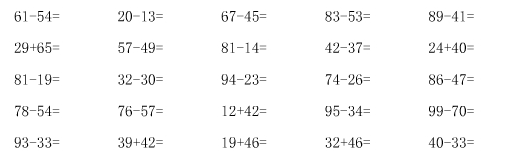 61-54= 20-13= 67-45= 83-53= 89-41=
29+65= 57-49= 81-14= 42-37= 24+40=
81-19= 32-30= 94-23= 74-26= 86-47=
78-54= 76-57= 12+42= 95-34= 99-70=
93-33= 39+42= 19+46= 32+46= 40-33=